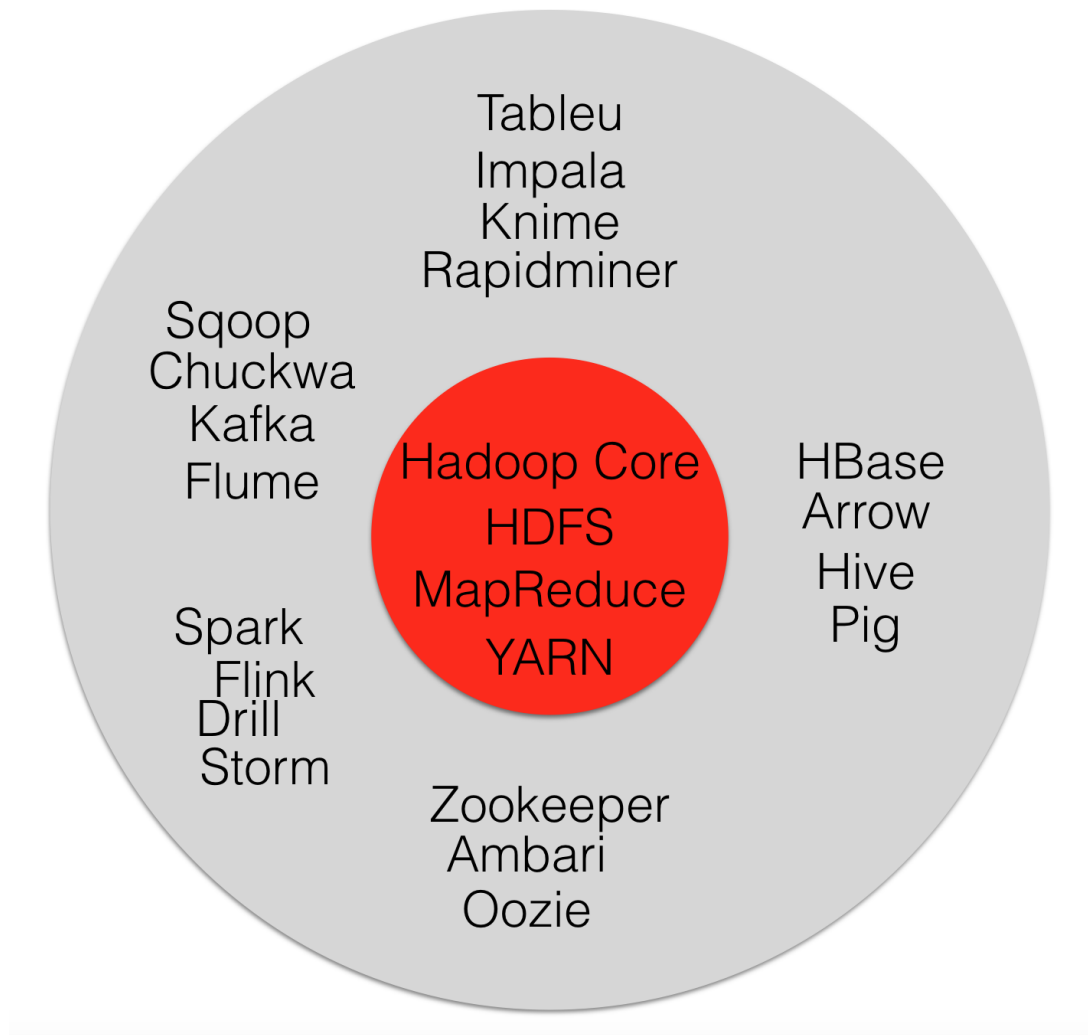 Tableu
Impala
Knime
Rapidminer
Sqoop
Chuckwa
Kafka
Flume
Hadoop Core
HDFS
MapReduce
YARN
HBase
Arrow
Hive
Pig
Spark
Flink
Drill
Storm
Zookeeper
Ambari
Oozie